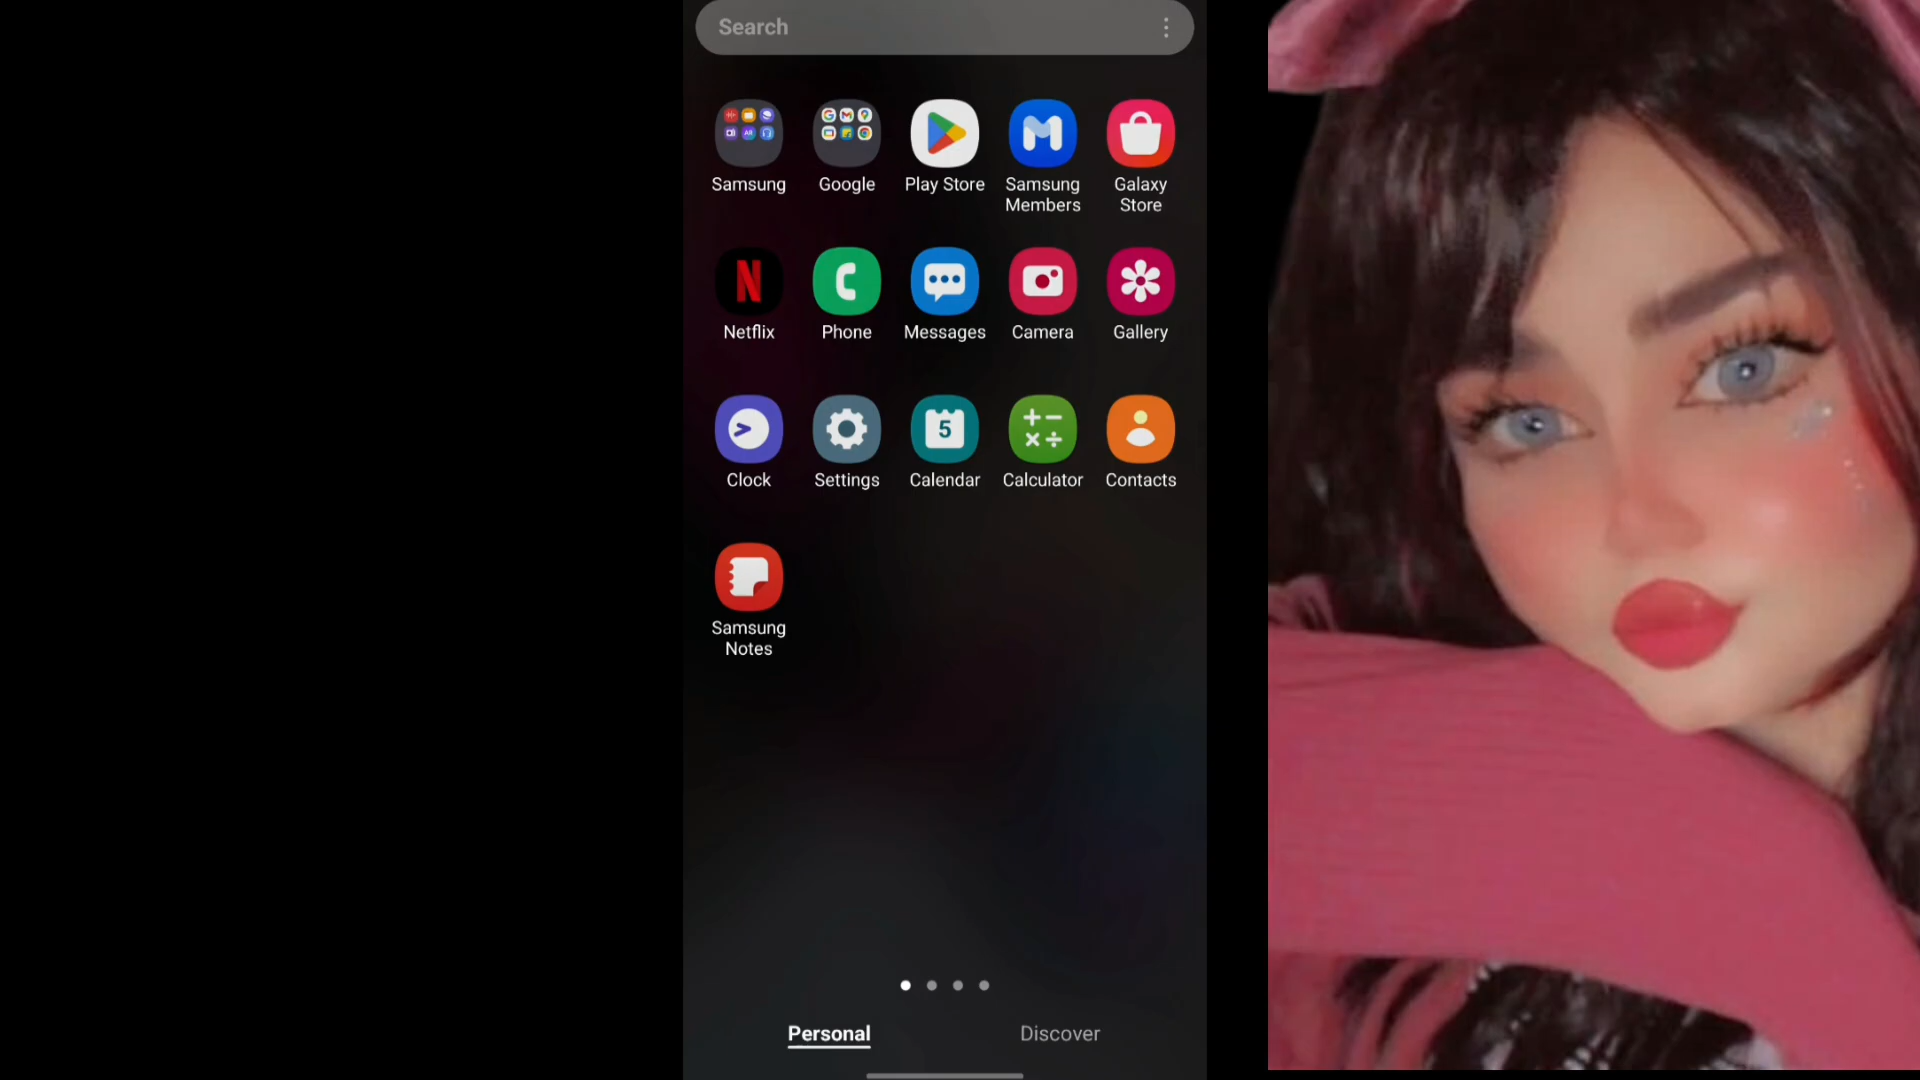 Search
Samsung
Google
Play Store
Samsung
Members
Galaxy
Store
Netflix
Phone
Messages
Camera
Gallery
Clock
Settings
5
Calendar
Calculator
Contacts
Samsung
Notes
Personal
Discover